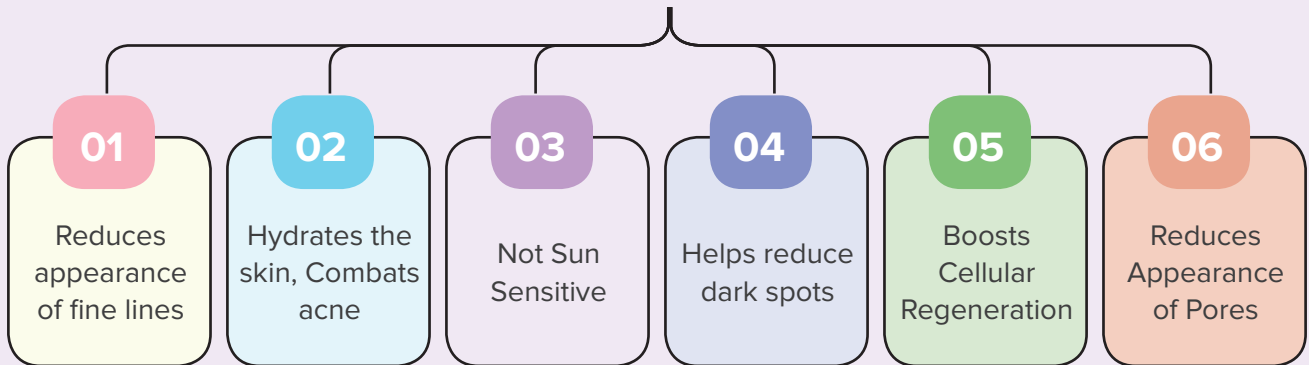 01
Reduces
appearance
of fine lines
02
Hydrates the
skin, Combats
acne
03
Not Sun
Sensitive
04
Helps reduce
dark spots
05
Boosts
Cellular
Regeneration
06
Reduces
Appearance
of Pores